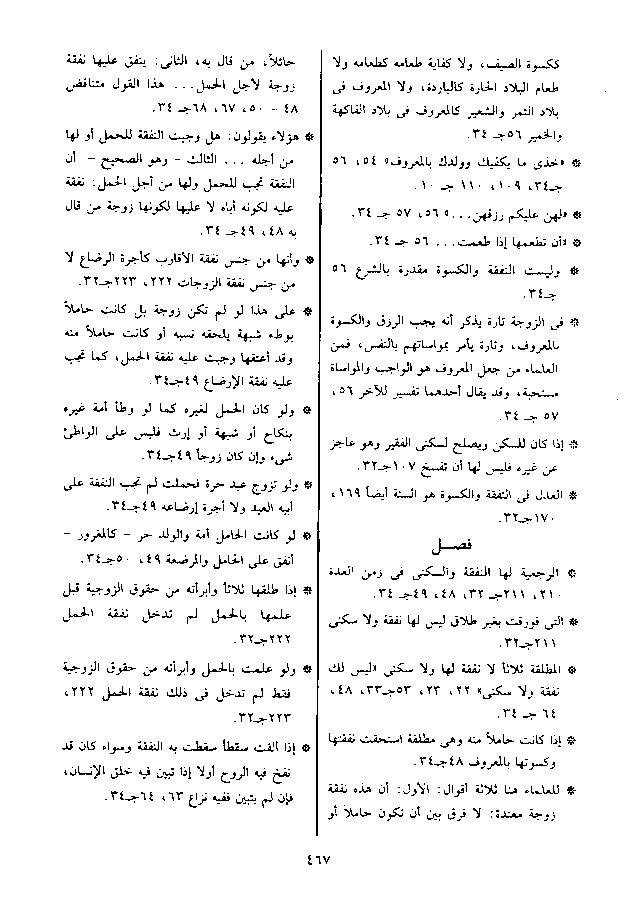 ككسوة الصيف، ولا كفاية طعامه كطعامه ولا
طعام البلاد الحارة كالباردة، ولا المعروف فى
بلاد التمر والشعير كالمعروف فى بلاد الفاكهة
والخمير ٥٦ جـ ٣٤.
* «خذى ما يكفيك وولدك بالمعروف» ٥٤، ٥٦
جـ٣٤، ١٠٩، ١١٠ جـ ١٠.
* «لهن عليكم رزقهن...» ٥٦، ٥٧ جـ ٣٤.
* «أن تطعمها إذا طعمت... ٥٦ جـ ٣٤.
* وليست النفقة والكسوة مقدرة بالشرع ٥٦
جـ٣٤.
* فى الزوجة تارة يذكر أنه يجب الرزق والكسوة
بالمعروف، وتارة يأمر بمواساتهم بالنفس، فمن
العلماء من جعل المعروف هو الواجب والمواساة
مستحبة، وقد يقال أحدهما تفسير للآخر ٥٦،
٥٧ جـ ٣٤.
* إذا كان للسكن ويصلح لسكنى الفقير وهو عاجز
عن غيره فليس لها أن تفسخ ١٠٧جـ٣٢.
* العدل فى النفقة والكسوة هو السنة أيضاً ١٦٩،
١٧٠جـ٣٢.
فصــل
* الرجعية لها النفقة والسكنى فى زمن العدة
٢١٠، ٢١١جـ ٣٢، ٤٨، ٤٩جـ ٣٤.
* التى فورقت بغير طلاق ليس لها نفقة ولا سكنى
٢١١جـ٣٢.
* المطلقة ثلاثاً لا نفقة لها ولا سكنى «ليس لك
نفقة ولا سكنى» ٢٢، ٢٣، ٥٣جـ٣٣، ٤٨،
٦٤ جـ ٣٤.
* إذا كانت حاملاً منه وهى مطلقة استحقت نفقتها
وكسوتها بالمعروف ٤٨جـ٣٤.
* للعلماء هنا ثلاثة أقوال: الأول: أن هذه نفقة
زوجة معتدة: لا فرق بين أن تكون حاملاً أو
حائلاً، من قال به، الثانى: ينفق عليها نفقة
زوجة لأجل الحمل... هذا القول متناقض
٤٨ – ٥٠، ٦٧، ٦٨جـ ٣٤.
* هؤلاء يقولون: هل وجبت النفقة للحمل أو لها
من أجله ... الثالث – وهو الصحيح – أن
النفقة تجب للحمل ولها من أجل الحمل: نفقة
عليه لكونه أباه لا عليها لكونها زوجة من قال
به ٤٨، ٤٩جـ ٣٤.
* وأنها من جنس نفقة الأقارب كأجرة الرضاع لا
من جنس نفقة الزوجات ٢٢٢، ٢٢٣جـ٣٢.
* على هذا لو لم تكن زوجة بل كانت حاملاً
بوطء شبهة يلحقه نسبه أو كانت حاملاً منه
وقد أعتقها وجبت عليه نفقة الحمل، كما تجب
عليه نفقة الإرضاع ٤٩جـ٣٤.
* ولو كان الحمل لغيره كما لو وطأ أمة غيره
بنكاح أو شبهة أو إرث فليس على الواطئ
شىء وإن كان زوجاً ٤٩جـ٣٤.
* ولو تزوج عبد حرة فحملت لم تجب النفقة على
أبيه العبد ولا أجرة إرضاعه ٤٩جـ٣٤.
* لو كانت الحامل أمة والولد حر – كالمغرور –
أنفق على الحامل والمرضعة ٤٩، ٥٠جـ٣٤.
* إذا طلقها ثلاثاً وأبرأته من حقوق الزوجية قبل
علمها بالحمل لم تدخل نفقة الحمل
٢٢٢جـ٣٢.
* ولو علمت بالحمل وأبرأته من حقوق الزوجية
فقط لم تدخل فى ذلك نفقة الحمل ٢٢٢،
٢٢٣جـ٣٢.
* إذا ألقت سقطاً سقطت به النفقة وسواء كان قد
نفخ فيه الروح أولا إذا تبين فيه خلق الإنسان،
فإن لم يتبين ففيه نزاع ٦٣، ٦٤جـ٣٤.
٤٦٧